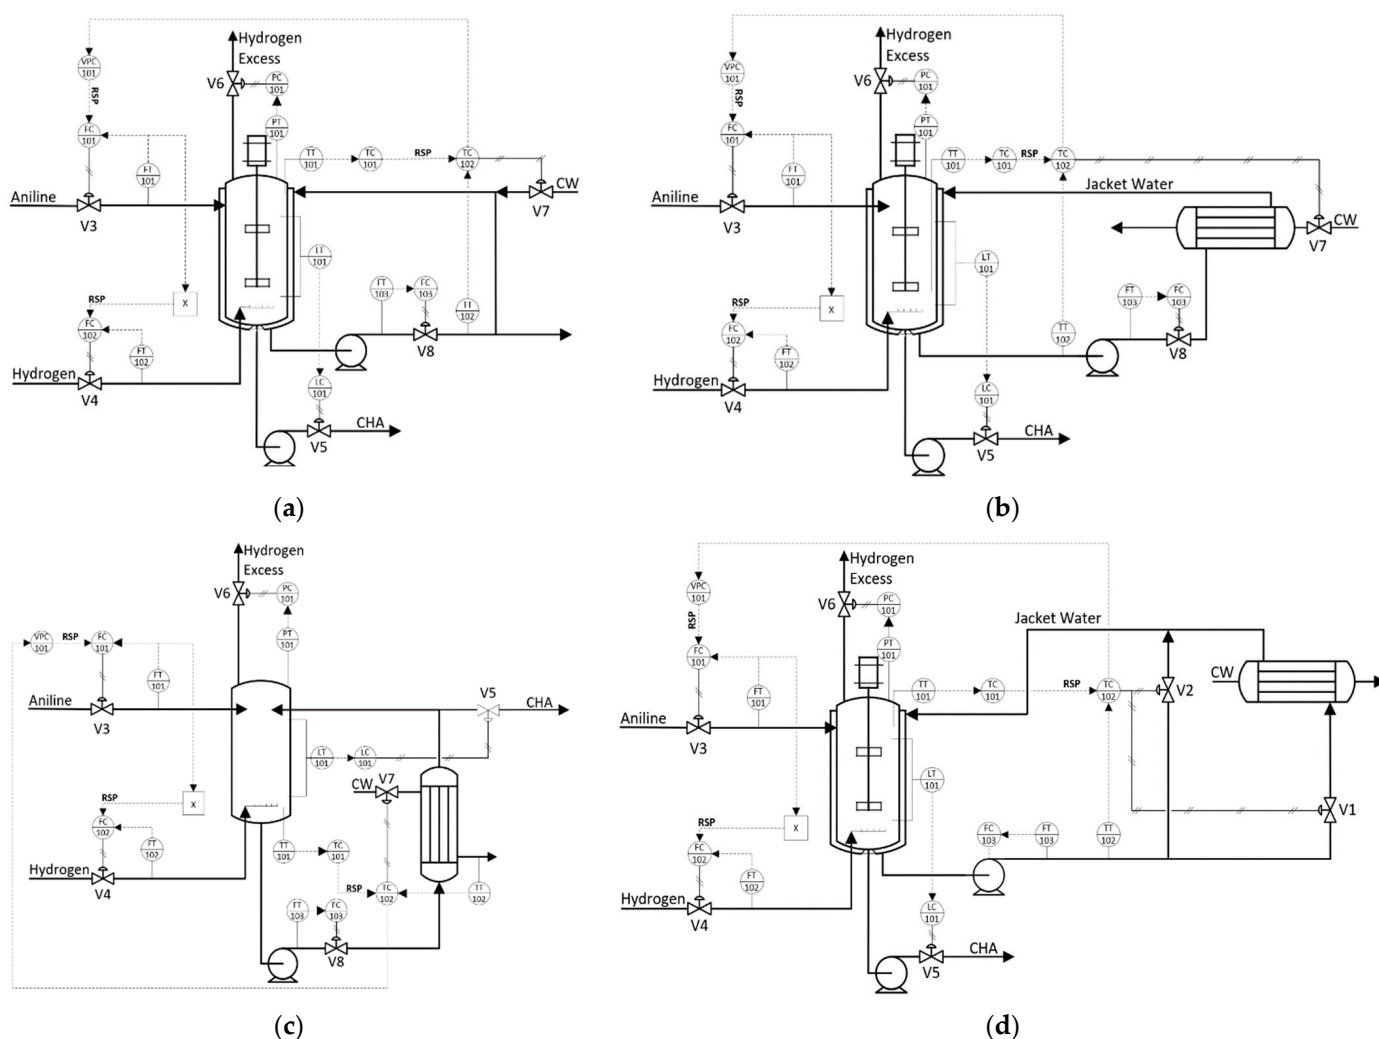 Hydrogen
Excess
VPC
101
V6
PC
101
RSP
PT
101
FC
101
FT
101
TT
101
TC
101
RSP
TC
102
Aniline
V3
CW
V7
LT
101
RSP
X
FT
103
FC
103
TT
102
FC
102
FT
102
V8
Hydrogen
V4
LC
101
CHA
V5
(a)
Hydrogen
Excess
VPC
101
V6
PC
101
RSP
PT
101
FC
101
FT
101
TT
101
TC
101
RSP
TC
102
Jacket Water
Aniline
V3
CW
V7
LT
101
RSP
X
FT
103
FC
103
TT
102
FC
102
FT
102
V8
Hydrogen
V4
LC
101
CHA
V5
(b)
Hydrogen
Excess
V6
PC
101
VPC
101
RSP
FC
101
PT
101
FT
101
Aniline
V3
V5
CHA
LT
101
LC
101
CW
V7
RSP
X
FC
102
FT
102
TT
101
TC
101
RSP
TC
102
TT
102
Hydrogen
V4
FT
103
FC
103
V8
(c)
Hydrogen
Excess
VPC
101
V6
PC
101
RSP
PT
101
Jacket Water
FC
101
FT
101
TT
101
TC
101
RSP
TC
102
V2
CW
Aniline
V3
LT
101
V1
RSP
X
FC
103
FT
103
TT
102
FC
102
FT
102
Hydrogen
V4
LC
101
CHA
V5
(d)